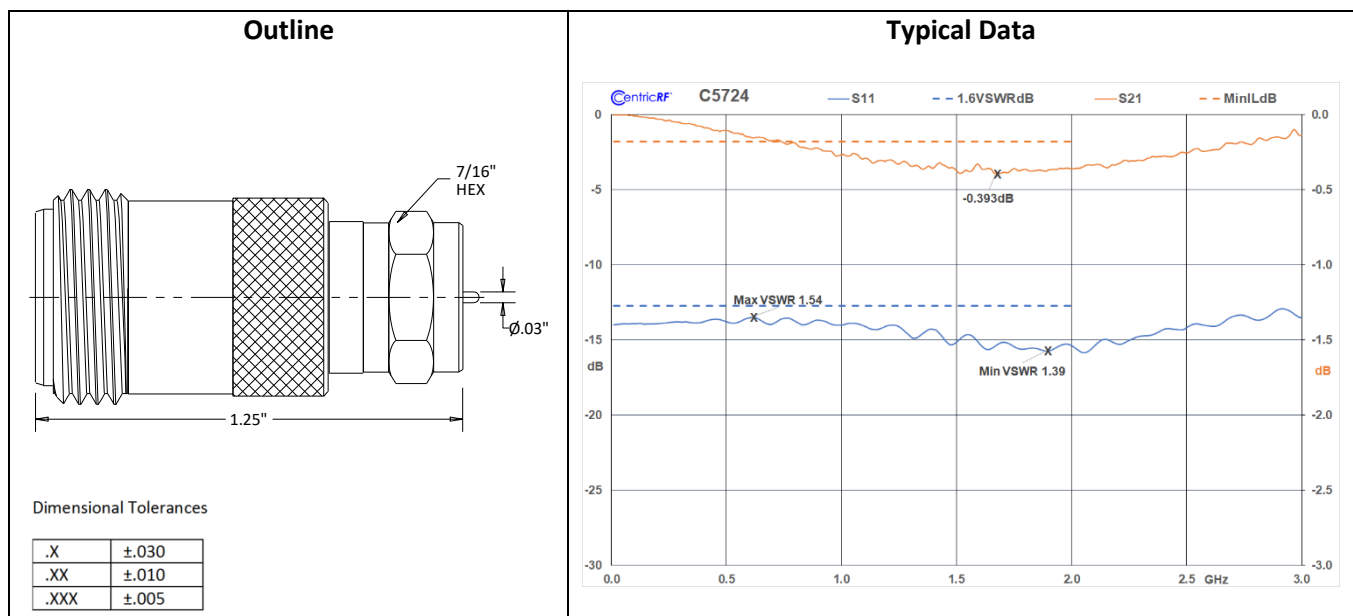 Outline
7/16"
HEX
Ø.03"
1.25"
Dimensional Tolerances
.X ±.030
.XX ±.010
.XXX ±.005
Typical Data
CentricRF™ C5724 S11 1.6VSWRdB S21 MinILdB
0 0.0
-5 -0.5
-0.393dB
-10 -1.0
Max VSWR 1.54
-15 -1.5
dB dB
Min VSWR 1.39
-20 -2.0
-25 -2.5
-30 -3.0
0.0 0.5 1.0 1.5 2.0 2.5 GHz 3.0